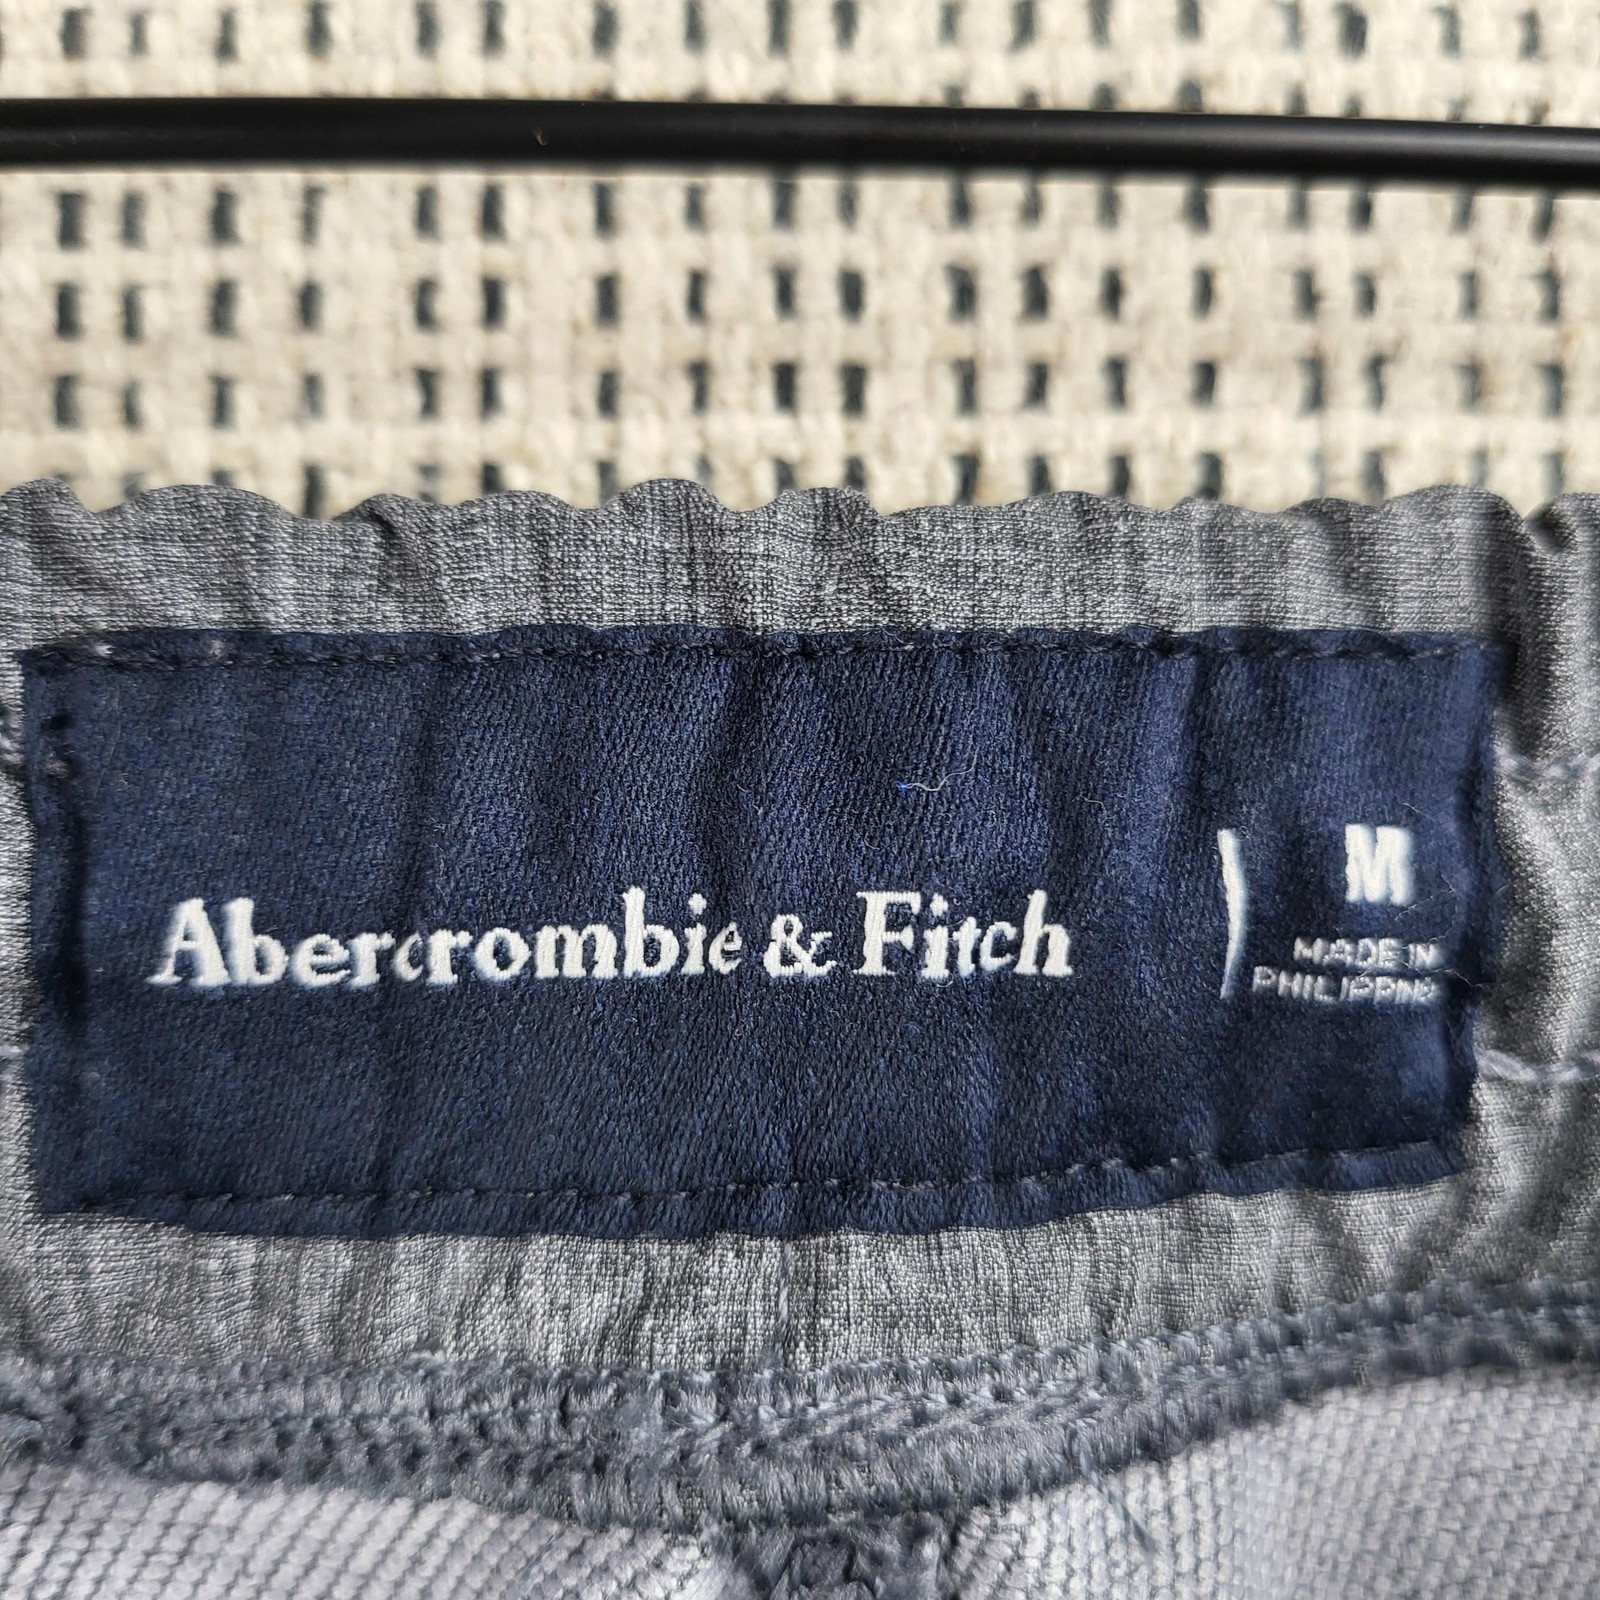 Abercrombie & Fitch
M
MADE IN
PHILIPPINES